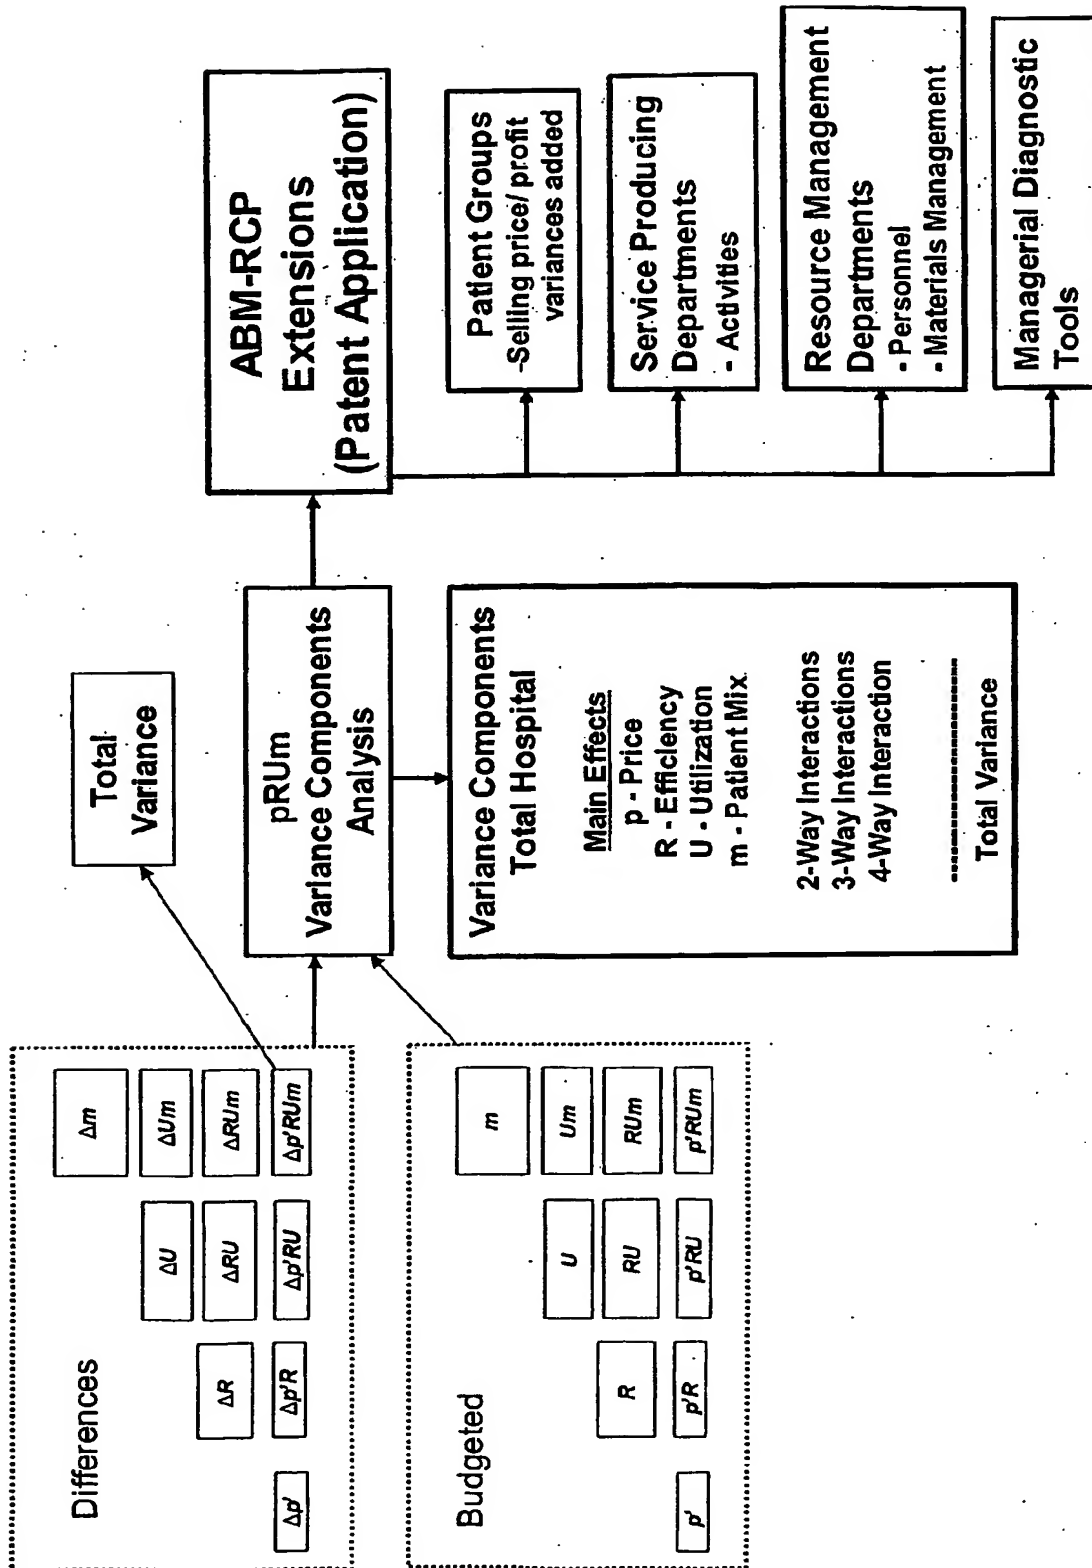 Differences
Δm
ΔU
ΔUm
ΔR
ΔRU
ΔRUm
Δp'
Δp'R
Δp'RU
Δp'RUm
Budgeted
m
U
Um
R
RU
RUm
p'
p'R
p'RU
p'RUm
Total
Variance
pRUm
Variance Components
Analysis
Variance Components
Total Hospital
Main Effects
p - Price
R - Efficiency
U - Utilization
m - Patient Mix
2-Way Interactions
3-Way Interactions
4-Way Interaction
Total Variance
ABM-RCP
Extensions
(Patent Application)
Patient Groups
-Selling price/ profit
variances added
Service Producing
Departments
- Activities
Resource Management
Departments
- Personnel
- Materials Management
Managerial Diagnostic
Tools